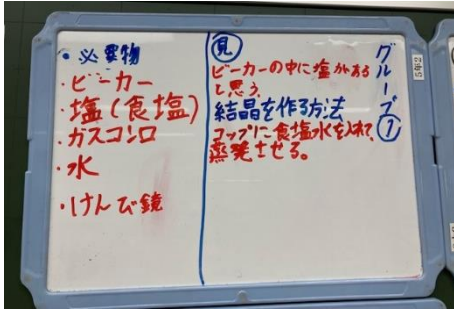 ・必要物
・ビーカー
・塩(食塩)
・ガスコンロ
・水
・けんび鏡
グループ①
見
ビーカーの中に塩がある
と思う
結晶を作る方法
コップに食塩水を入れて、
蒸発させる。